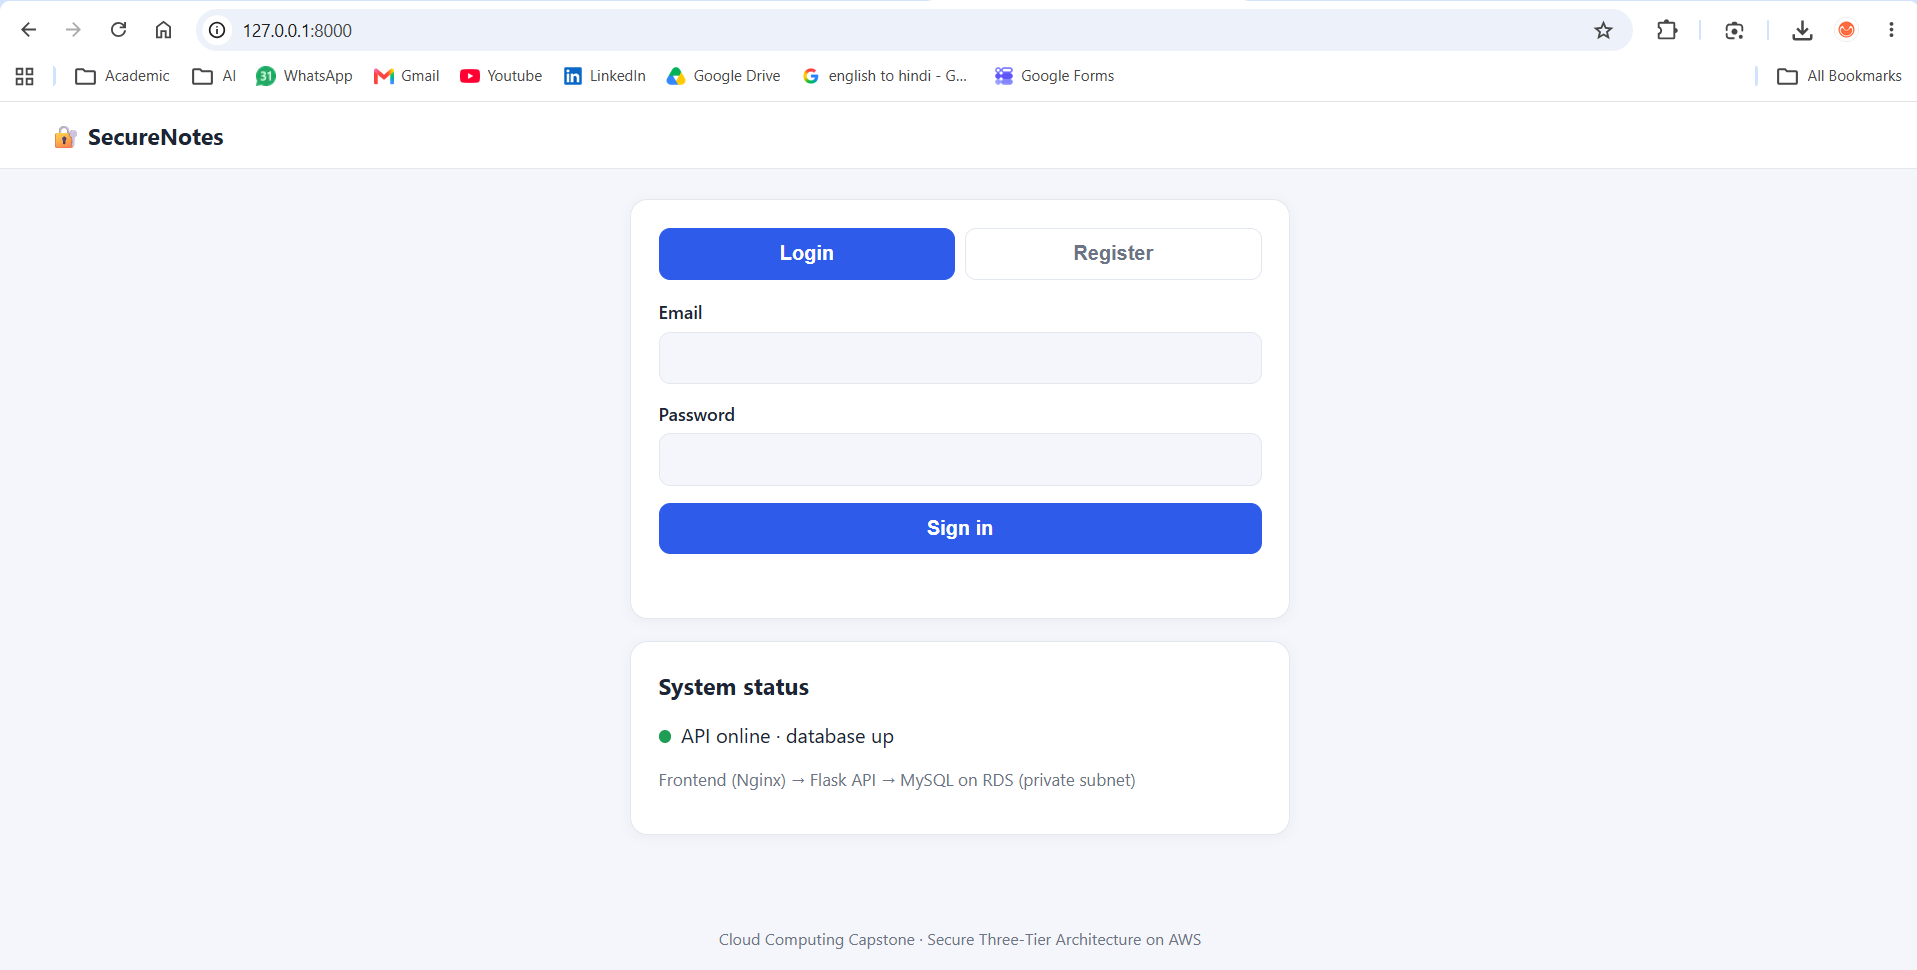 127.0.0.1:8000
Academic AI 31 WhatsApp Gmail Youtube LinkedIn Google Drive english to hindi - G... Google Forms All Bookmarks
SecureNotes
Login Register
Email
Password
Sign in
System status
API online · database up
Frontend (Nginx) → Flask API → MySQL on RDS (private subnet)
Cloud Computing Capstone · Secure Three-Tier Architecture on AWS